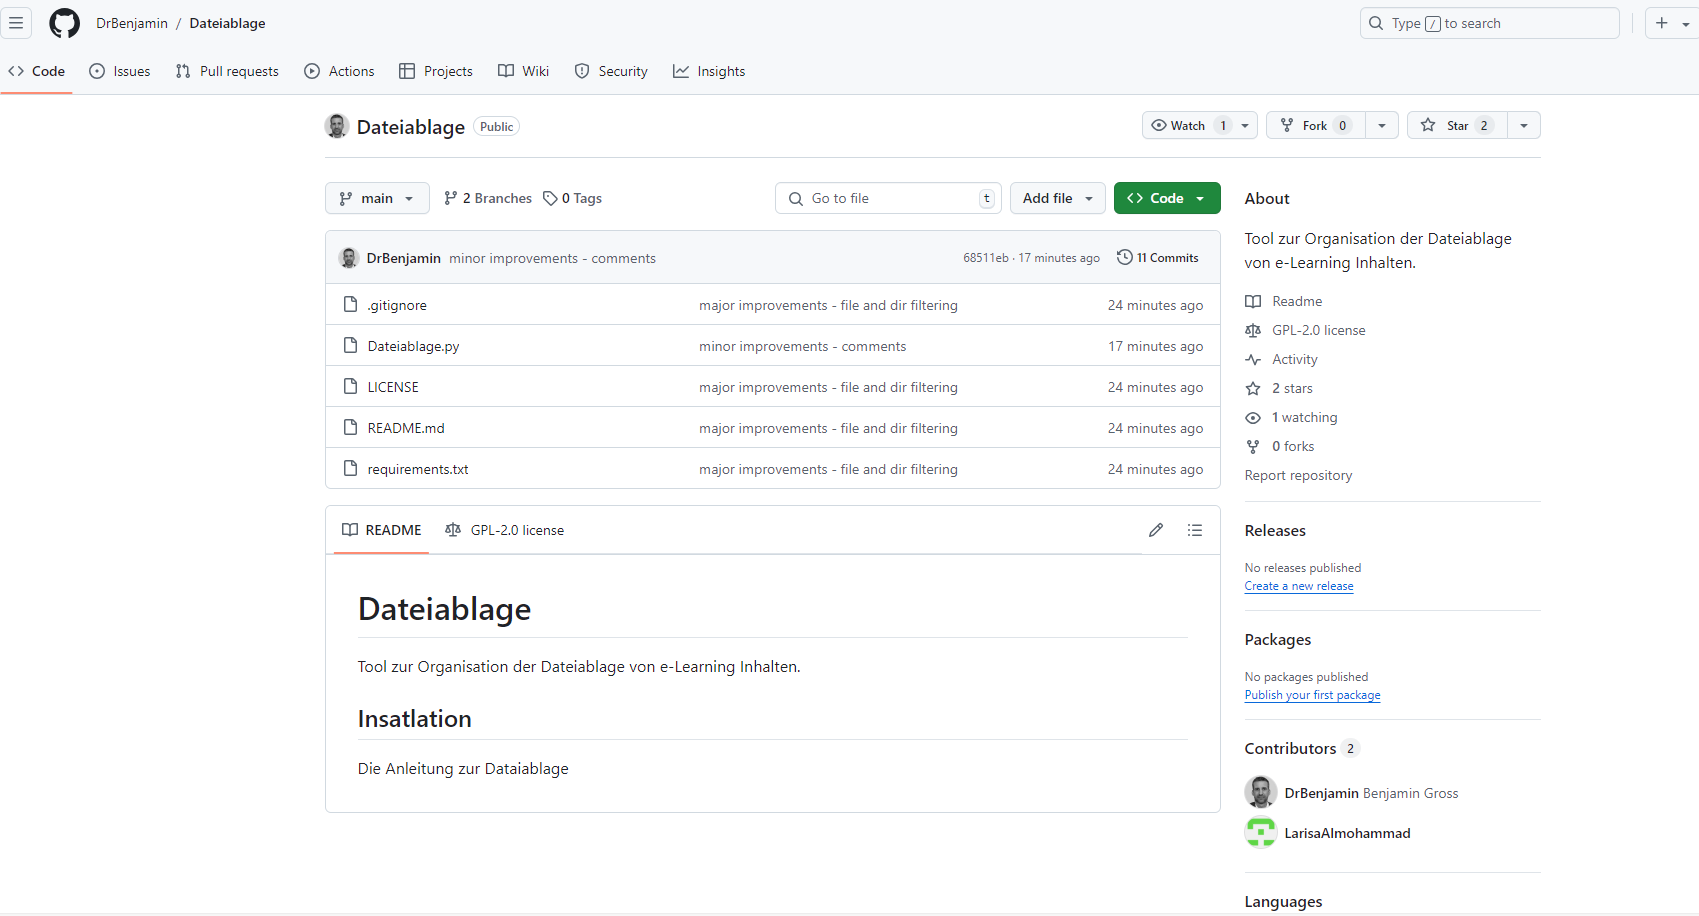 DrBenjamin / Dateiablage
Type / to search
Code Issues Pull requests Actions Projects Wiki Security Insights
Dateiablage Public
Watch 1 Fork 0 Star 2
main 2 Branches 0 Tags Go to file t Add file Code
DrBenjamin minor improvements - comments 68511eb · 17 minutes ago 11 Commits
.gitignore major improvements - file and dir filtering 24 minutes ago
Dateiablage.py minor improvements - comments 17 minutes ago
LICENSE major improvements - file and dir filtering 24 minutes ago
README.md major improvements - file and dir filtering 24 minutes ago
requirements.txt major improvements - file and dir filtering 24 minutes ago
README GPL-2.0 license
Dateiablage
Tool zur Organisation der Dateiablage von e-Learning Inhalten.
Insatlation
Die Anleitung zur Dataiablage
About
Tool zur Organisation der Dateiablage
von e-Learning Inhalten.
Readme
GPL-2.0 license
Activity
2 stars
1 watching
0 forks
Report repository
Releases
No releases published
Create a new release
Packages
No packages published
Publish your first package
Contributors 2
DrBenjamin Benjamin Gross
LarisaAlmohammad
Languages